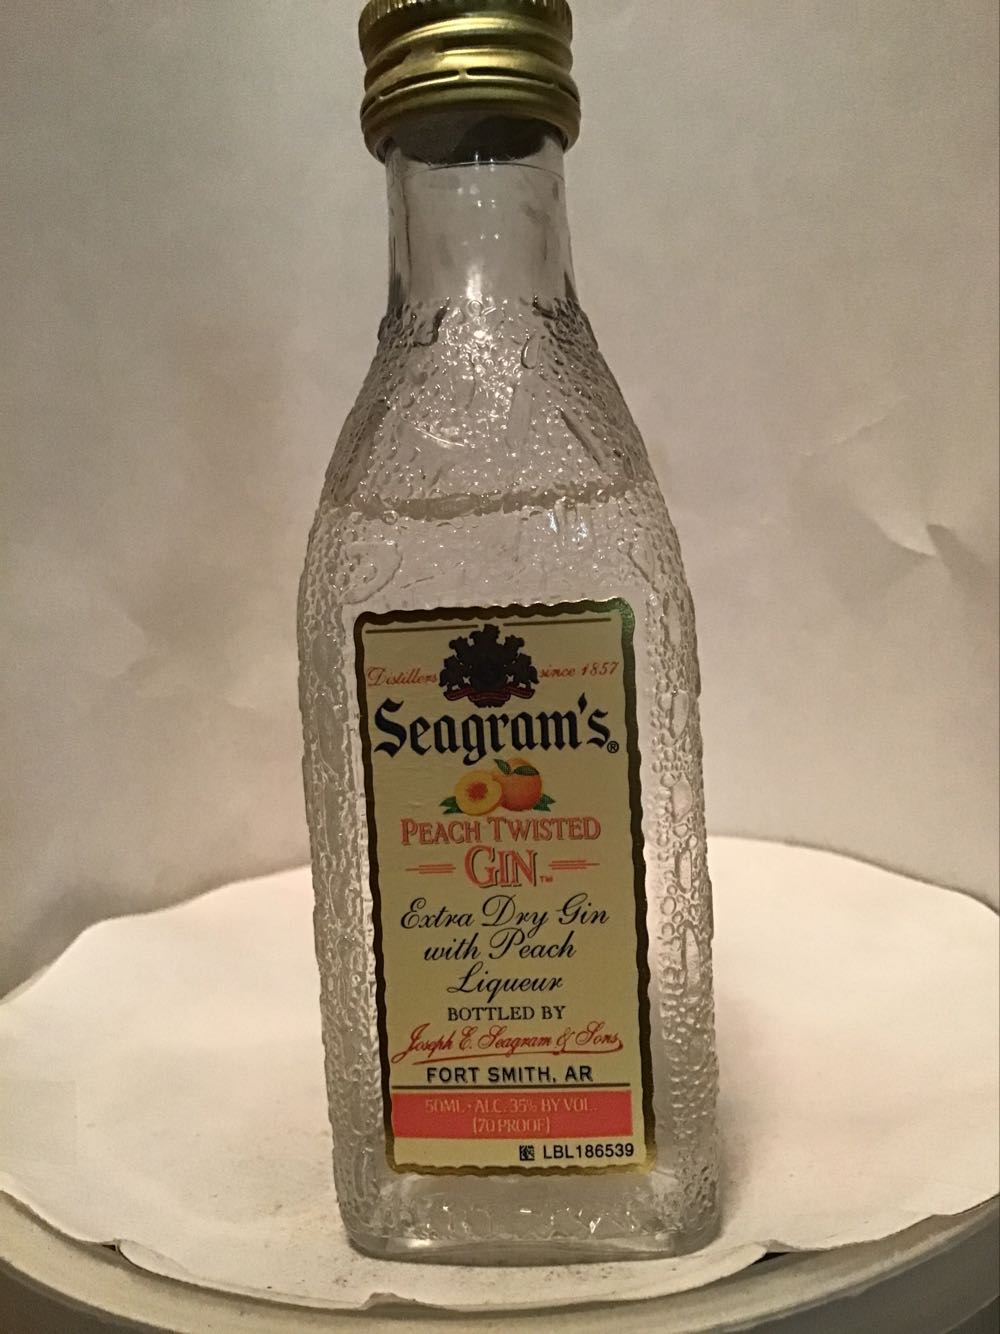 Distillers since 1857
Seagram's®
PEACH TWISTED
GIN™
Extra Dry Gin
with Peach
Liqueur
BOTTLED BY
Joseph E. Seagram & Sons
FORT SMITH, AR
50ML • ALC. 35% BY VOL.
(70 PROOF)
LBL186539